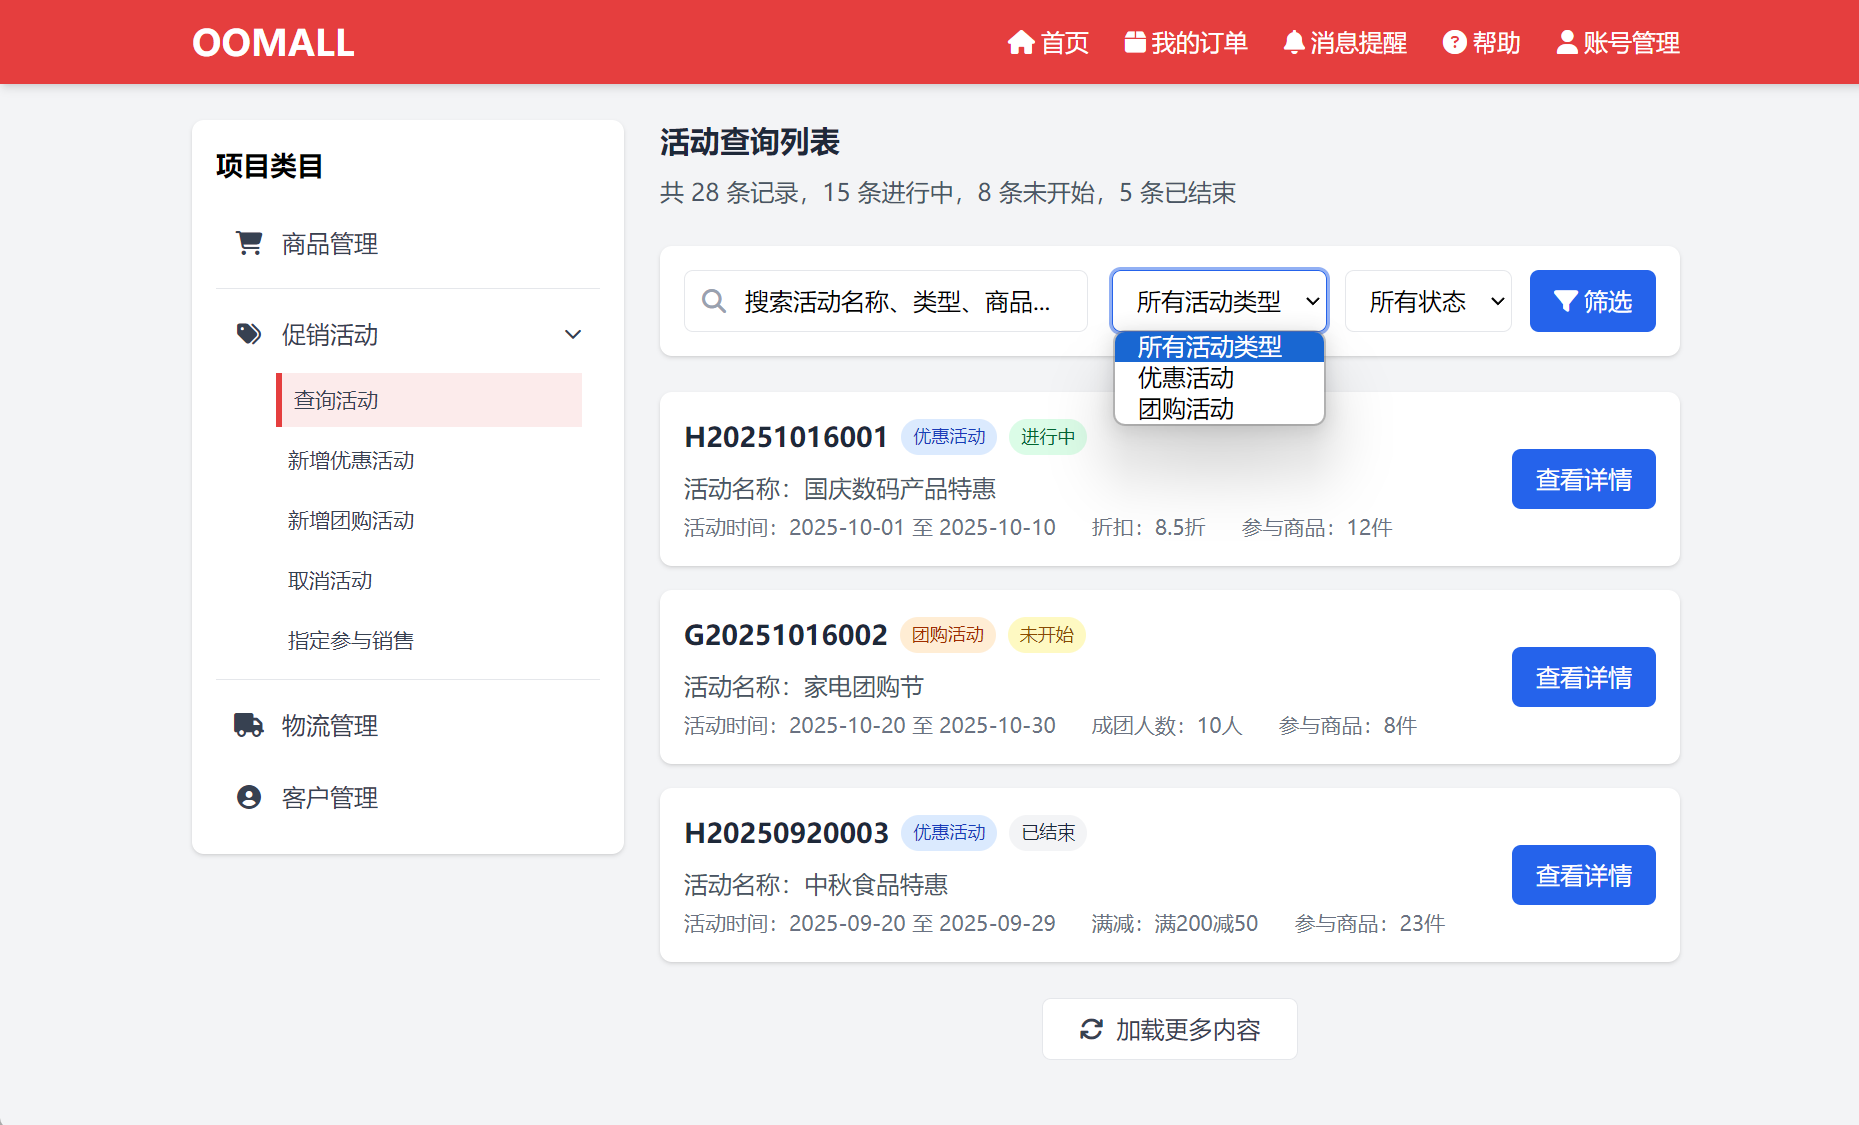 OOMALL
首页 我的订单 消息提醒 帮助 账号管理
项目类目
商品管理
促销活动
查询活动
新增优惠活动
新增团购活动
取消活动
指定参与销售
物流管理
客户管理
活动查询列表
共 28 条记录，15 条进行中，8 条未开始，5 条已结束
搜索活动名称、类型、商品... 所有活动类型 所有状态 筛选
所有活动类型
优惠活动
团购活动
H20251016001 优惠活动 进行中
活动名称：国庆数码产品特惠
活动时间：2025-10-01 至 2025-10-10 折扣：8.5折 参与商品：12件
查看详情
G20251016002 团购活动 未开始
活动名称：家电团购节
活动时间：2025-10-20 至 2025-10-30 成团人数：10人 参与商品：8件
查看详情
H20250920003 优惠活动 已结束
活动名称：中秋食品特惠
活动时间：2025-09-20 至 2025-09-29 满减：满200减50 参与商品：23件
查看详情
加载更多内容